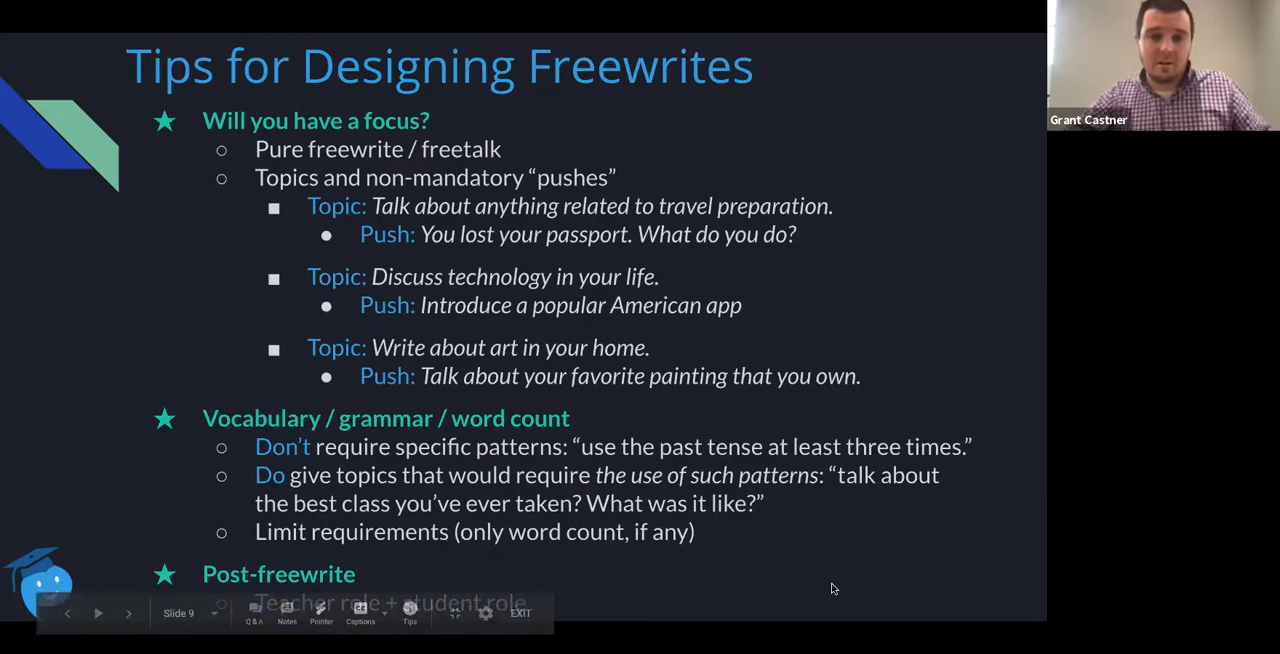 Tips for Designing Freewrites
Grant Castner
Will you have a focus?
Pure freewrite / freetalk
Topics and non-mandatory “pushes”
Topic: Talk about anything related to travel preparation.
Push: You lost your passport. What do you do?
Topic: Discuss technology in your life.
Push: Introduce a popular American app
Topic: Write about art in your home.
Push: Talk about your favorite painting that you own.
Vocabulary / grammar / word count
Don’t require specific patterns: “use the past tense at least three times.”
Do give topics that would require the use of such patterns: “talk about
the best class you’ve ever taken? What was it like?”
Limit requirements (only word count, if any)
Post-freewrite
Teacher role + student role
Slide 9
Q & A
Notes
Pointer
Captions
Tips
EXIT